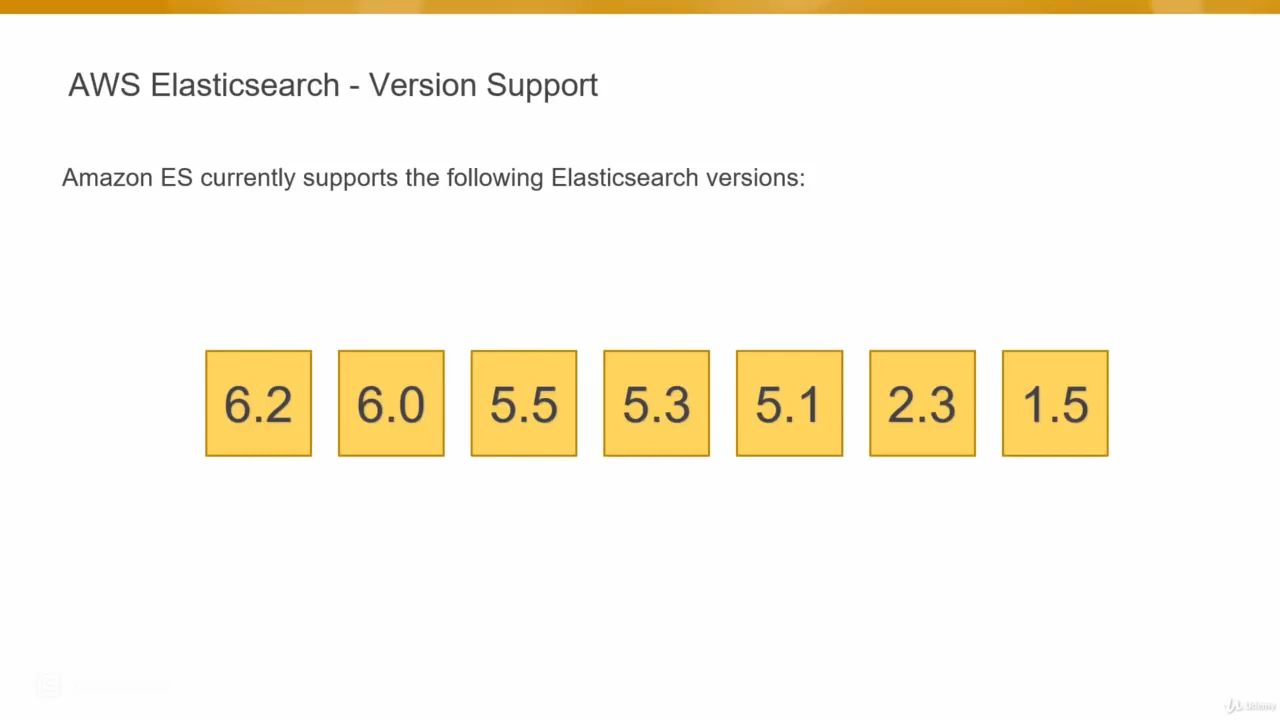 AWS Elasticsearch - Version Support
Amazon ES currently supports the following Elasticsearch versions:
6.2 6.0 5.5 5.3 5.1 2.3 1.5
Udemy